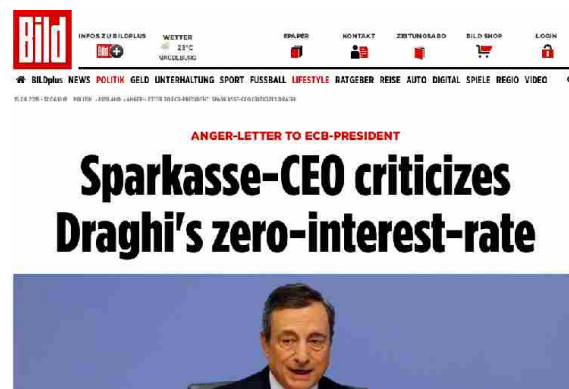 Bild
INFOS ZU BILDPLUS
WETTER
23°C
MAGDEBURG
EPAPER
KONTAKT
ZEITUNGSABO
BILD SHOP
LOGIN
BILDplus NEWS POLITIK GELD UNTERHALTUNG SPORT FUSSBALL LIFESTYLE RATGEBER REISE AUTO DIGITAL SPIELE REGIO VIDEO
ANGER-LETTER TO ECB-PRESIDENT
Sparkasse-CEO criticizes
Draghi's zero-interest-rate